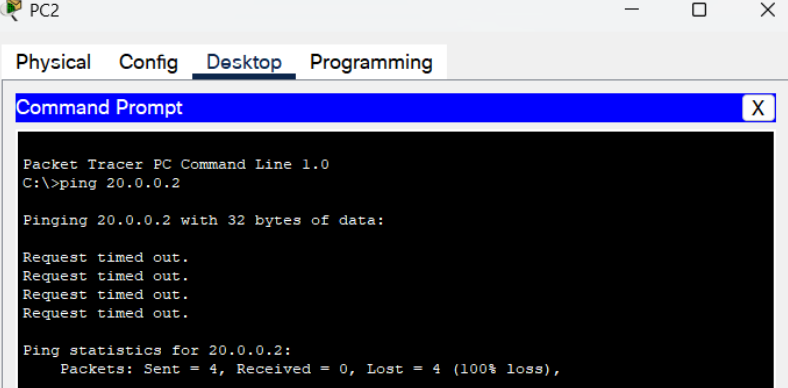 PC2
Physical Config Desktop Programming
Command Prompt X
Packet Tracer PC Command Line 1.0
C:\>ping 20.0.0.2
Pinging 20.0.0.2 with 32 bytes of data:
Request timed out.
Request timed out.
Request timed out.
Request timed out.
Ping statistics for 20.0.0.2:
Packets: Sent = 4, Received = 0, Lost = 4 (100% loss),